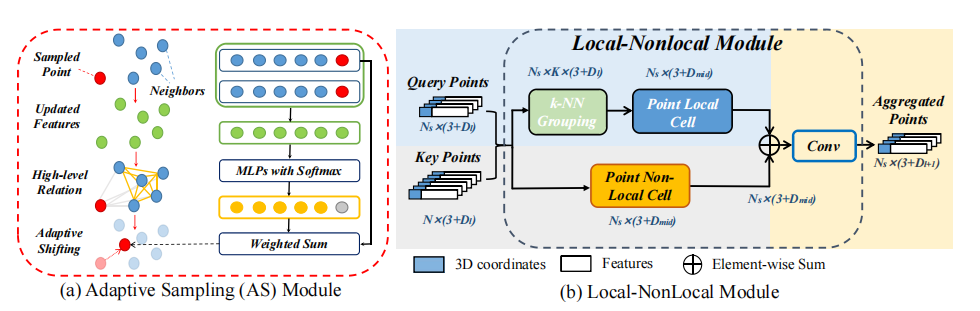 Sampled
Point
Neighbors
Updated
Features
High-level
Relation
Adaptive
Shifting
MLPs with Softmax
Weighted Sum
(a) Adaptive Sampling (AS) Module
Local-Nonlocal Module
Query Points
Ns×(3+Dl)
Key Points
N×(3+Dl)
Ns×K×(3+Dl)
k-NN
Grouping
Ns×(3+Dmid)
Point Local
Cell
Point Non-
Local Cell
Ns×(3+Dmid)
Ns×(3+Dmid)
Conv
Aggregated
Points
Ns×(3+Dl+1)
3D coordinates
Features
Element-wise Sum
(b) Local-NonLocal Module